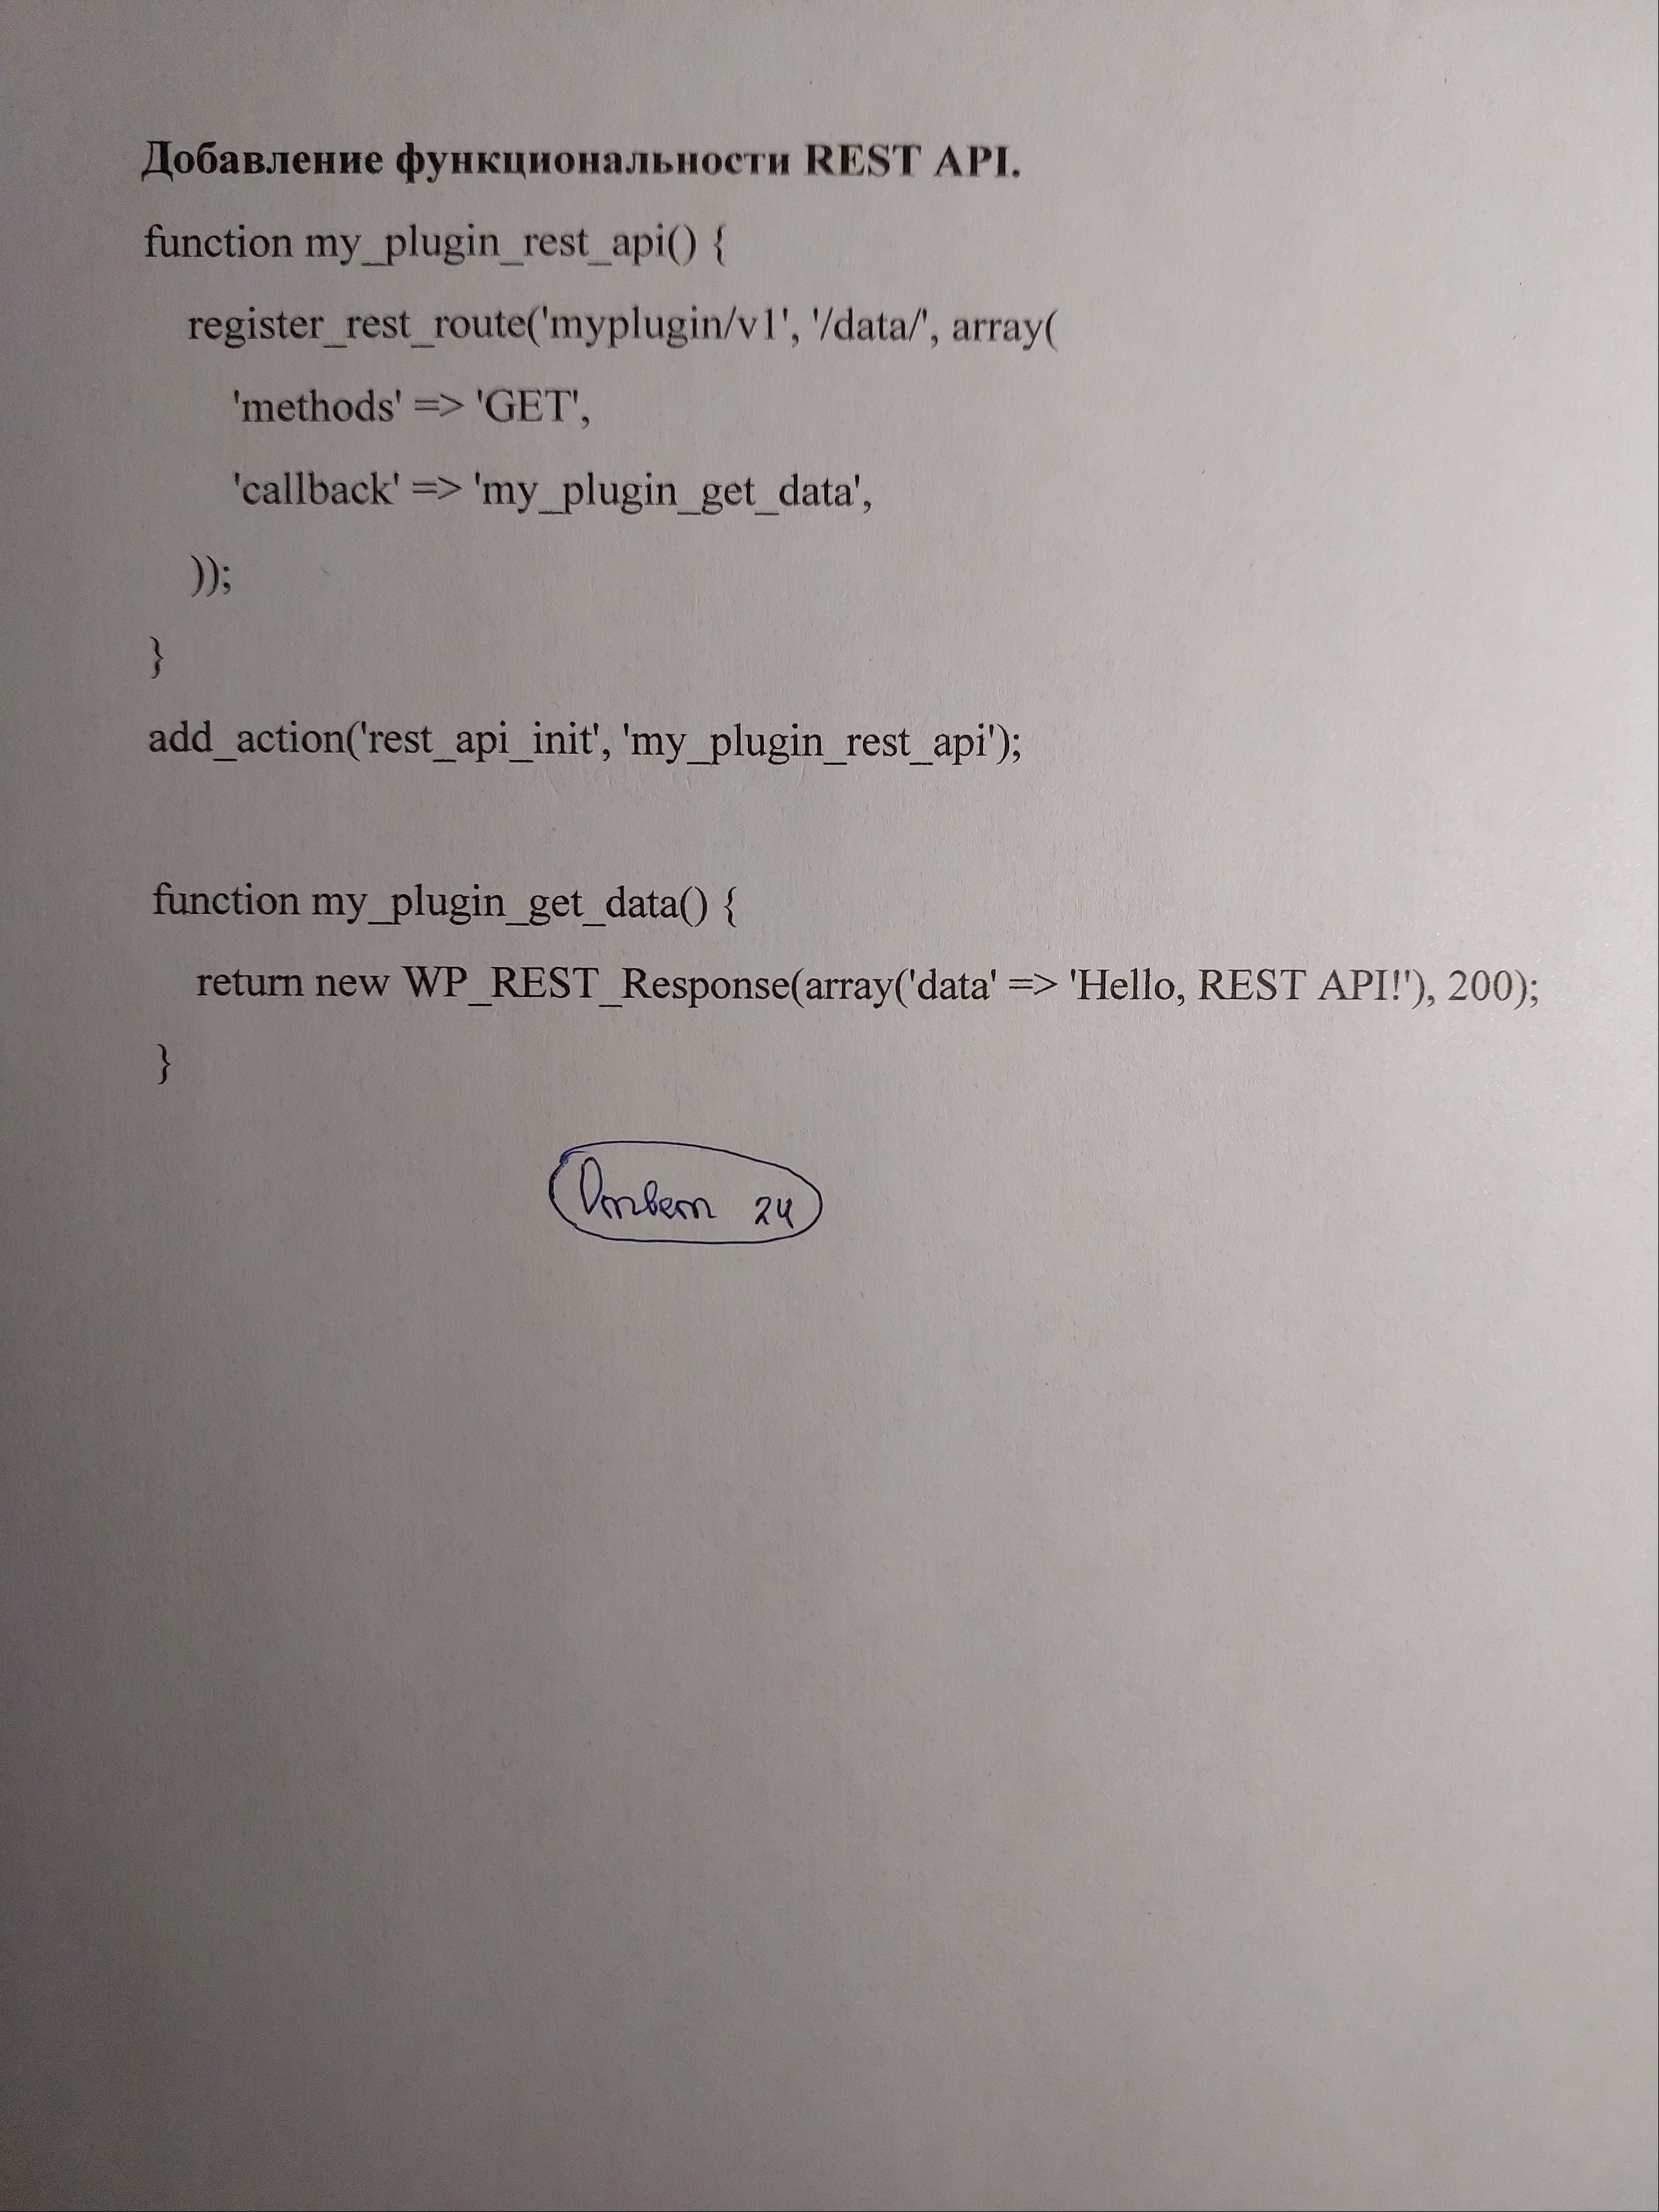 Добавление функциональности REST API.
function my_plugin_rest_api() {
register_rest_route('myplugin/v1', '/data/', array(
'methods' => 'GET',
'callback' => 'my_plugin_get_data',
));
}
add_action('rest_api_init', 'my_plugin_rest_api');
function my_plugin_get_data() {
return new WP_REST_Response(array('data' => 'Hello, REST API!'), 200);
}
Ответ 24